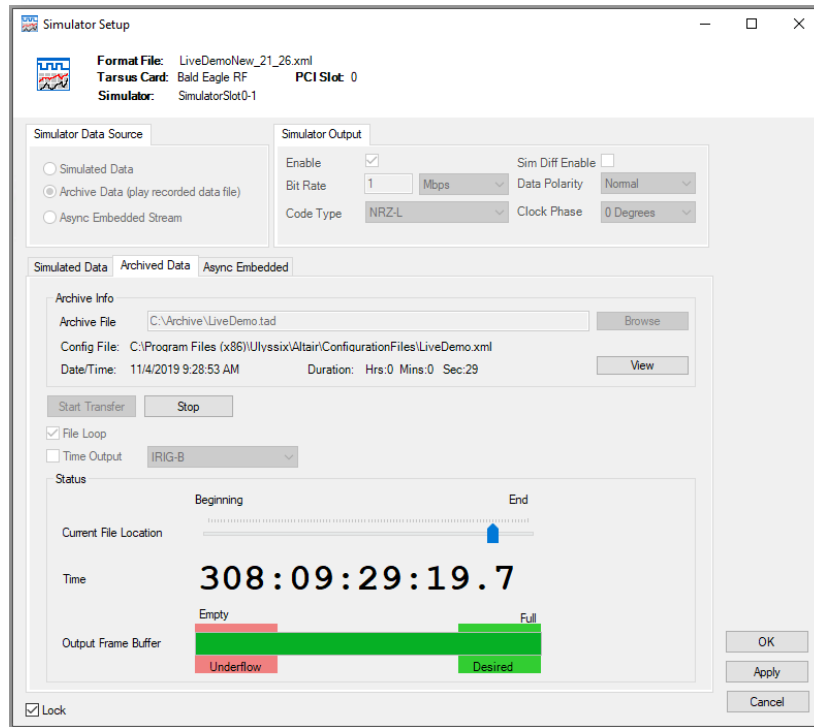 Simulator Setup
Format File: LiveDemoNew_21_26.xml
Tarsus Card: Bald Eagle RF PCI Slot: 0
Simulator: SimulatorSlot0-1
Simulator Data Source
Simulated Data
Archive Data (play recorded data file)
Async Embedded Stream
Simulator Output
Enable Sim Diff Enable
Bit Rate 1 Mbps Data Polarity Normal
Code Type NRZ-L Clock Phase 0 Degrees
Simulated Data Archived Data Async Embedded
Archive Info
Archive File C:\Archive\LiveDemo.tad Browse
Config File: C:\Program Files (x86)\Ulyssix\Altair\ConfigurationFiles\LiveDemo.xml
Date/Time: 11/4/2019 9:28:53 AM Duration: Hrs:0 Mins:0 Sec:29 View
Start Transfer Stop
File Loop
Time Output IRIG-B
Status
Beginning End
Current File Location
Time 308:09:29:19.7
Empty Full
Output Frame Buffer
Underflow Desired
OK
Apply
Cancel
Lock